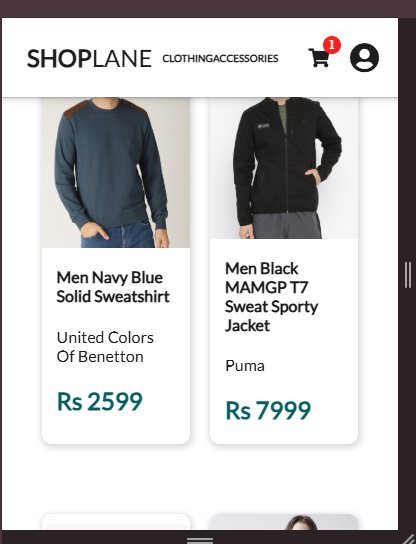 SHOPLANE CLOTHINGACCESSORIES 1
Men Navy Blue
Solid Sweatshirt
United Colors
Of Benetton
Rs 2599
Men Black
MAMGP T7
Sweat Sporty
Jacket
Puma
Rs 7999